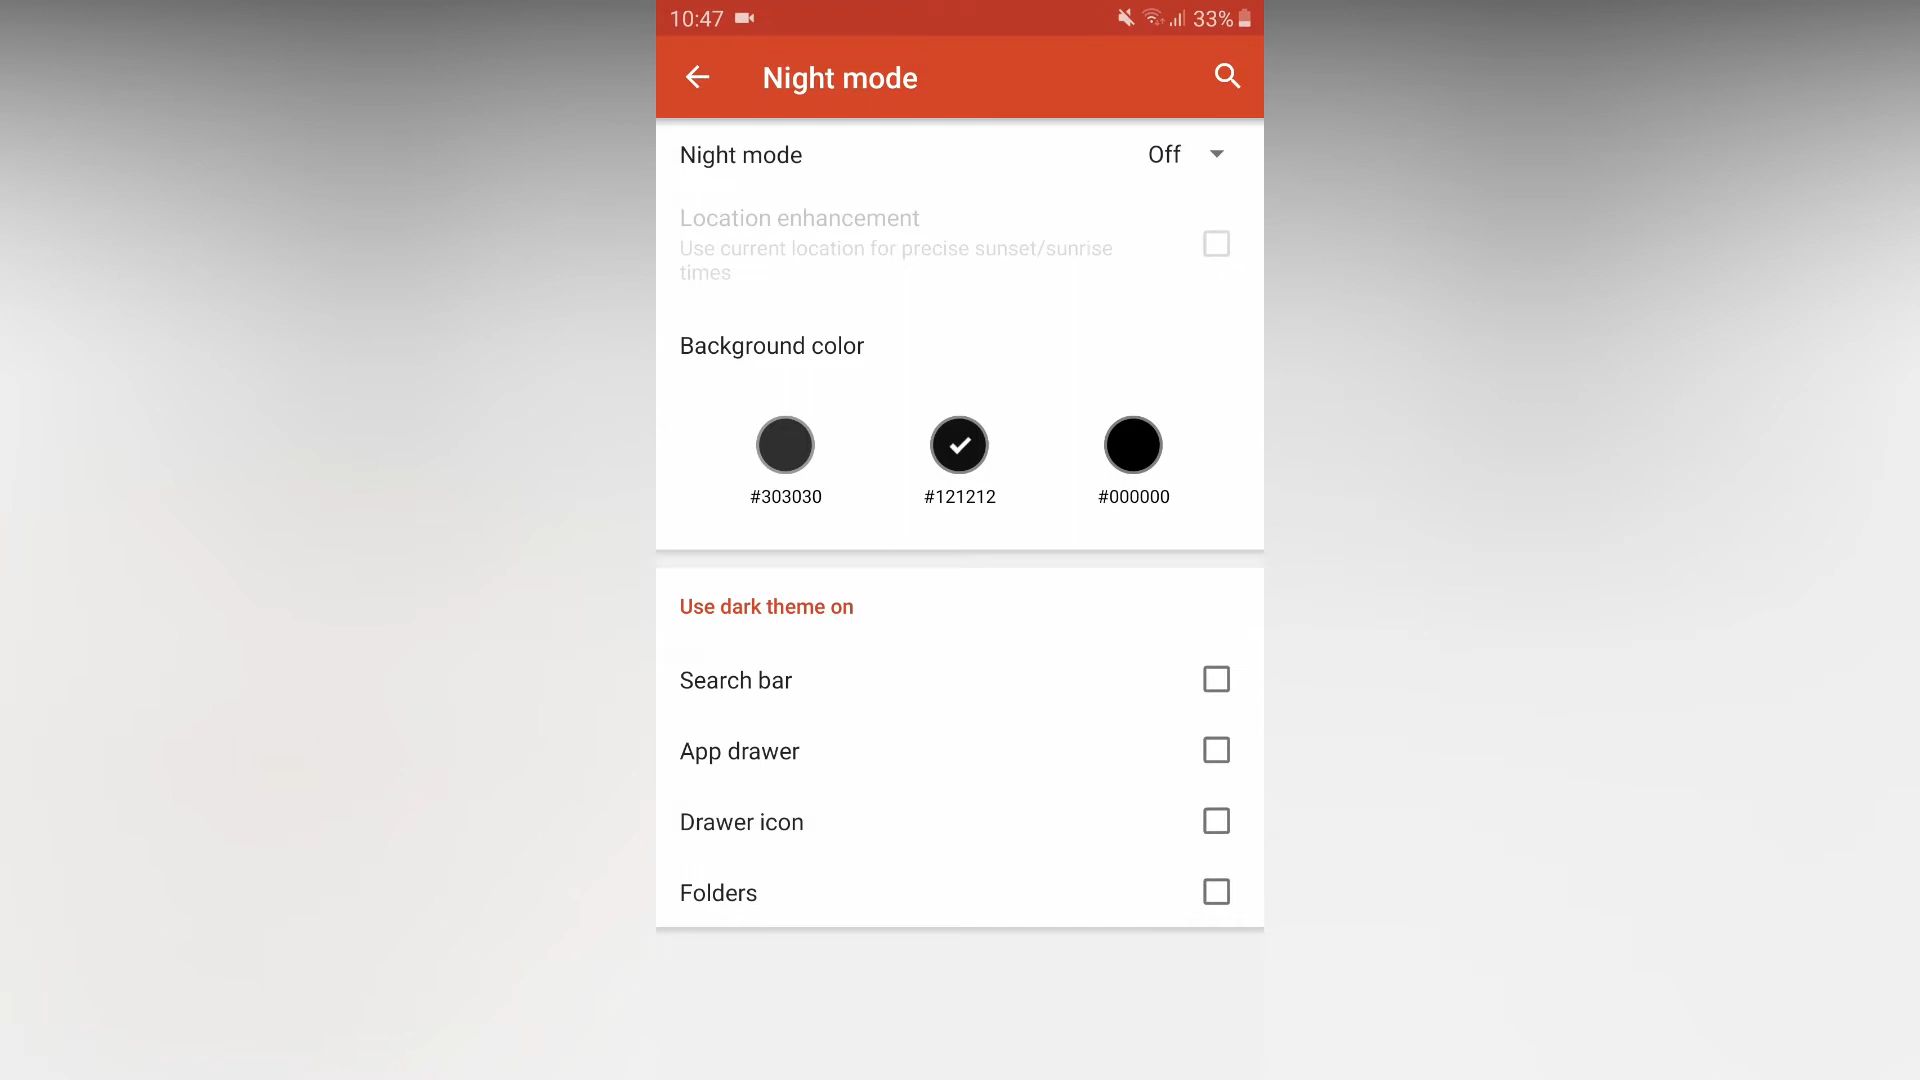 10:47
33%
Night mode
Night mode
Off
Location enhancement
Use current location for precise sunset/sunrise
times
Background color
#303030
#121212
#000000
Use dark theme on
Search bar
App drawer
Drawer icon
Folders